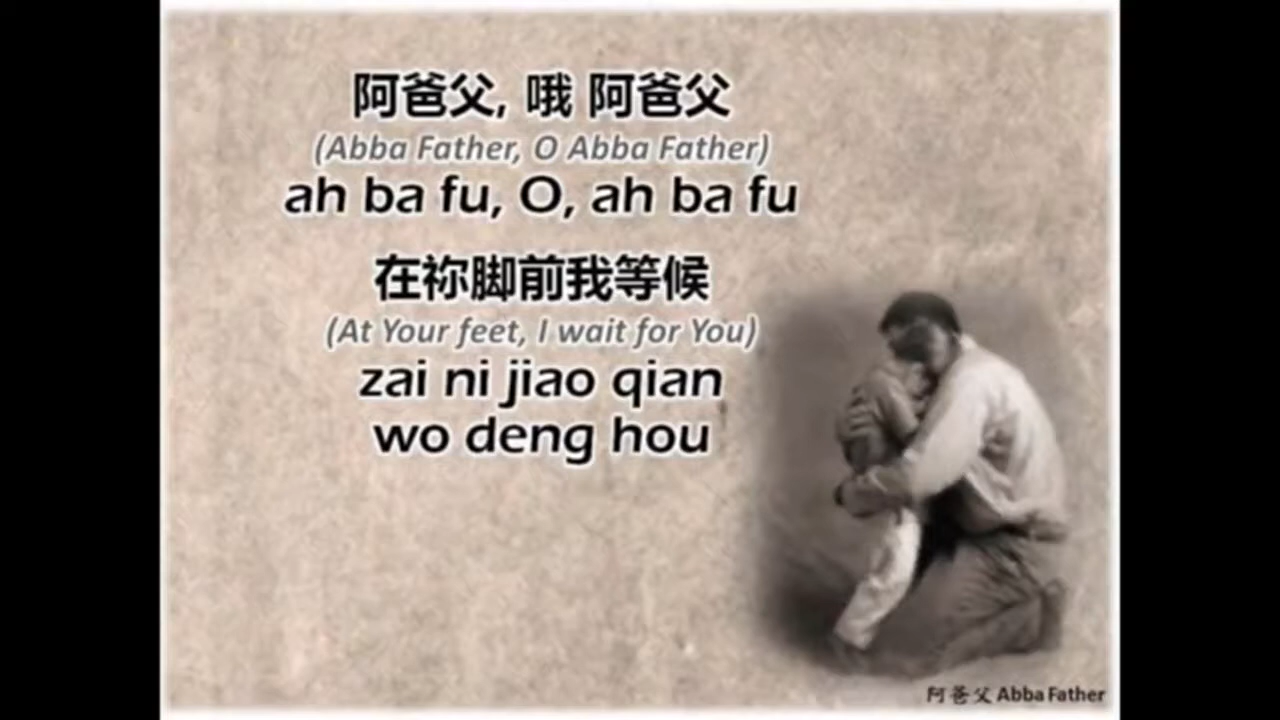 阿爸父, 哦 阿爸父
(Abba Father, O Abba Father)
ah ba fu, O, ah ba fu
在祢脚前我等候
(At Your feet, I wait for You)
zai ni jiao qian
wo deng hou
阿爸父 Abba Father